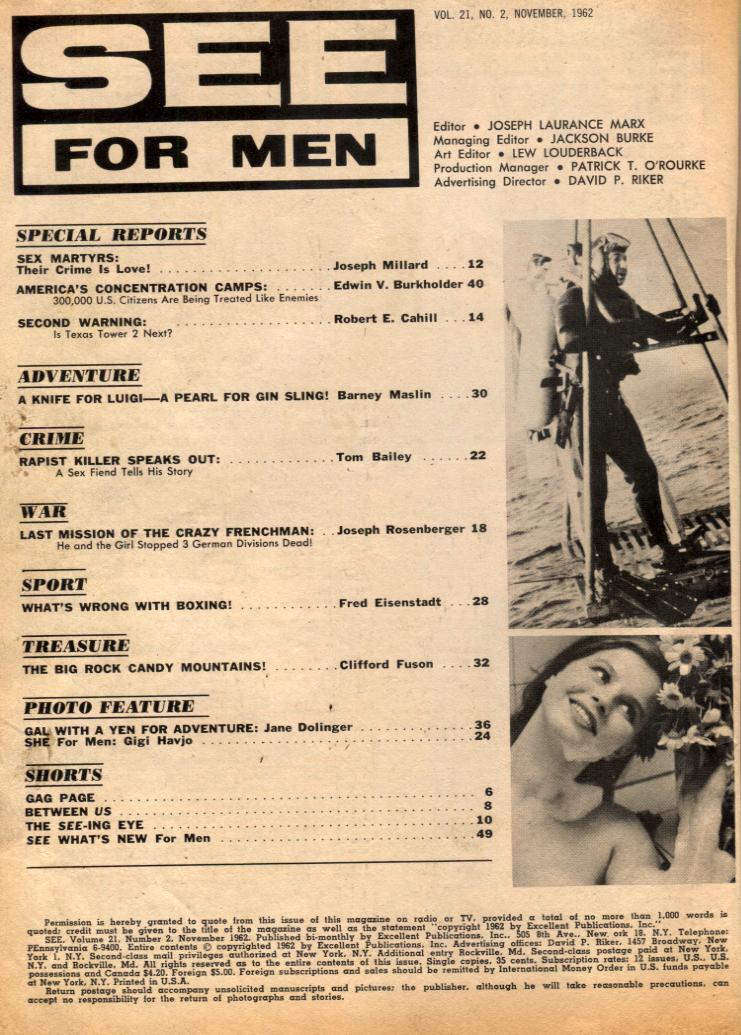 SEE
FOR MEN
VOL. 21, NO. 2, NOVEMBER, 1962
Editor • JOSEPH LAURANCE MARX
Managing Editor • JACKSON BURKE
Art Editor • LEW LOUDERBACK
Production Manager • PATRICK T. O'ROURKE
Advertising Director • DAVID P. RIKER
SPECIAL REPORTS
SEX MARTYRS:
Their Crime Is Love! . . . . . . . . . . . . . . . . . . . . . . Joseph Millard . . . . 12
AMERICA'S CONCENTRATION CAMPS: . . . . . . . Edwin V. Burkholder 40
300,000 U.S. Citizens Are Being Treated Like Enemies
SECOND WARNING: . . . . . . . . . . . . . . . . . . . . Robert E. Cahill . . . 14
Is Texas Tower 2 Next?
ADVENTURE
A KNIFE FOR LUIGI—A PEARL FOR GIN SLING! Barney Maslin . . . . 30
CRIME
RAPIST KILLER SPEAKS OUT: . . . . . . . . . . . . . Tom Bailey . . . . . . 22
A Sex Fiend Tells His Story
WAR
LAST MISSION OF THE CRAZY FRENCHMAN: . . Joseph Rosenberger 18
He and the Girl Stopped 3 German Divisions Dead!
SPORT
WHAT'S WRONG WITH BOXING! . . . . . . . . . . . . Fred Eisenstadt . . . 28
TREASURE
THE BIG ROCK CANDY MOUNTAINS! . . . . . . . . Clifford Fuson . . . . 32
PHOTO FEATURE
GAL WITH A YEN FOR ADVENTURE: Jane Dolinger . . . . . . . . . . . . . . . 36
SHE For Men: Gigi Havjo . . . . . . . . . . . . . . . . . . . . . . . . . . . . . . . . . . 24
SHORTS
GAG PAGE . . . . . . . . . . . . . . . . . . . . . . . . . . . . . . . . . . . . . . . . . . . . 6
BETWEEN US . . . . . . . . . . . . . . . . . . . . . . . . . . . . . . . . . . . . . . . . . . 8
THE SEE-ING EYE . . . . . . . . . . . . . . . . . . . . . . . . . . . . . . . . . . . . . . 10
SEE WHAT'S NEW For Men . . . . . . . . . . . . . . . . . . . . . . . . . . . . . . . 49
Permission is hereby granted to quote from this issue of this magazine on radio or TV, provided a total of no more than 1,000 words is
quoted; credit must be given to the title of the magazine as well as the statement "copyright 1962 by Excellent Publications, Inc."
SEE, Volume 21, Number 2, November 1962. Published bi-monthly by Excellent Publications, Inc., 505 8th Ave., New ork 18, N.Y. Telephone:
PEnnsylvania 6-9400. Entire contents © copyrighted 1962 by Excellent Publications, Inc. Advertising offices: David P. Riker, 1457 Broadway, New
York 1, N.Y. Second-class mail privileges authorized at New York, N.Y. Additional entry Rockville, Md. Second-class postage paid at New York,
N.Y. and Rockville, Md. All rights reserved as to the entire contents of this issue. Single copies, 35 cents. Subscription rates: 12 issues, U.S., U.S.
possessions and Canada $4.20. Foreign $5.00. Foreign subscriptions and sales should be remitted by International Money Order in U.S. funds payable
at New York, N.Y. Printed in U.S.A.
Return postage should accompany unsolicited manuscripts and pictures; the publisher, although he will take reasonable precautions, can
accept no responsibility for the return of photographs and stories.